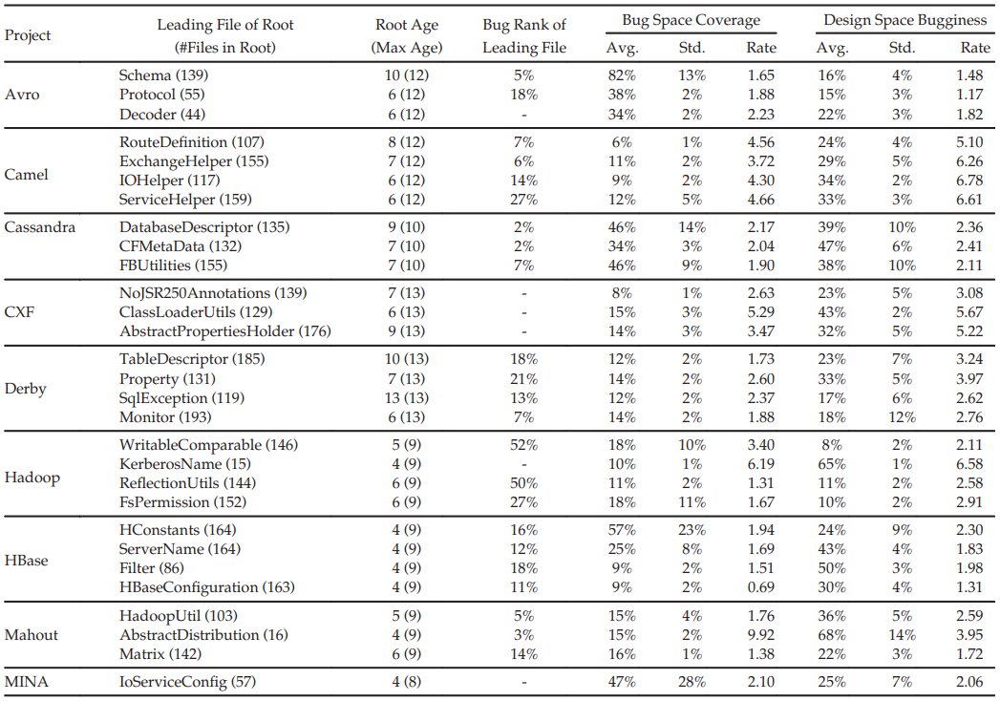 Project Leading File of Root (#Files in Root) Root Age (Max Age) Bug Rank of Leading File Bug Space Coverage Design Space Bugginess
Avg. Std. Rate Avg. Std. Rate
Avro Schema (139) 10 (12) 5% 82% 13% 1.65 16% 4% 1.48
Protocol (55) 6 (12) 18% 38% 2% 1.88 15% 3% 1.17
Decoder (44) 6 (12) - 34% 2% 2.23 22% 3% 1.82
Camel RouteDefinition (107) 8 (12) 7% 6% 1% 4.56 24% 4% 5.10
ExchangeHelper (155) 7 (12) 6% 11% 2% 3.72 29% 5% 6.26
IOHelper (117) 6 (12) 14% 9% 2% 4.30 34% 2% 6.78
ServiceHelper (159) 6 (12) 27% 12% 5% 4.66 33% 3% 6.61
Cassandra DatabaseDescriptor (135) 9 (10) 2% 46% 14% 2.17 39% 10% 2.36
CFMetaData (132) 7 (10) 2% 34% 3% 2.04 47% 6% 2.41
FBUtilities (155) 7 (10) 7% 46% 9% 1.90 38% 10% 2.11
CXF NoJSR250Annotations (139) 7 (13) - 8% 1% 2.63 23% 5% 3.08
ClassLoaderUtils (129) 6 (13) - 15% 3% 5.29 43% 2% 5.67
AbstractPropertiesHolder (176) 9 (13) - 14% 3% 3.47 32% 5% 5.22
Derby TableDescriptor (185) 10 (13) 18% 12% 2% 1.73 23% 7% 3.24
Property (131) 7 (13) 21% 14% 2% 2.60 33% 5% 3.97
SqlException (119) 13 (13) 13% 12% 2% 2.37 17% 6% 2.62
Monitor (193) 6 (13) 7% 14% 2% 1.88 18% 12% 2.76
Hadoop WritableComparable (146) 5 (9) 52% 18% 10% 3.40 8% 2% 2.11
KerberosName (15) 4 (9) - 10% 1% 6.19 65% 1% 6.58
ReflectionUtils (144) 6 (9) 50% 11% 2% 1.31 11% 2% 2.58
FsPermission (152) 6 (9) 27% 18% 11% 1.67 10% 2% 2.91
HBase HConstants (164) 4 (9) 16% 57% 23% 1.94 24% 9% 2.30
ServerName (164) 4 (9) 12% 25% 8% 1.69 43% 4% 1.83
Filter (86) 4 (9) 18% 9% 2% 1.51 50% 3% 1.98
HBaseConfiguration (163) 4 (9) 11% 9% 2% 0.69 30% 4% 1.31
Mahout HadoopUtil (103) 5 (9) 5% 15% 4% 1.76 36% 5% 2.59
AbstractDistribution (16) 4 (9) 3% 15% 2% 9.92 68% 14% 3.95
Matrix (142) 6 (9) 14% 16% 1% 1.38 22% 3% 1.72
MINA IoServiceConfig (57) 4 (8) - 47% 28% 2.10 25% 7% 2.06